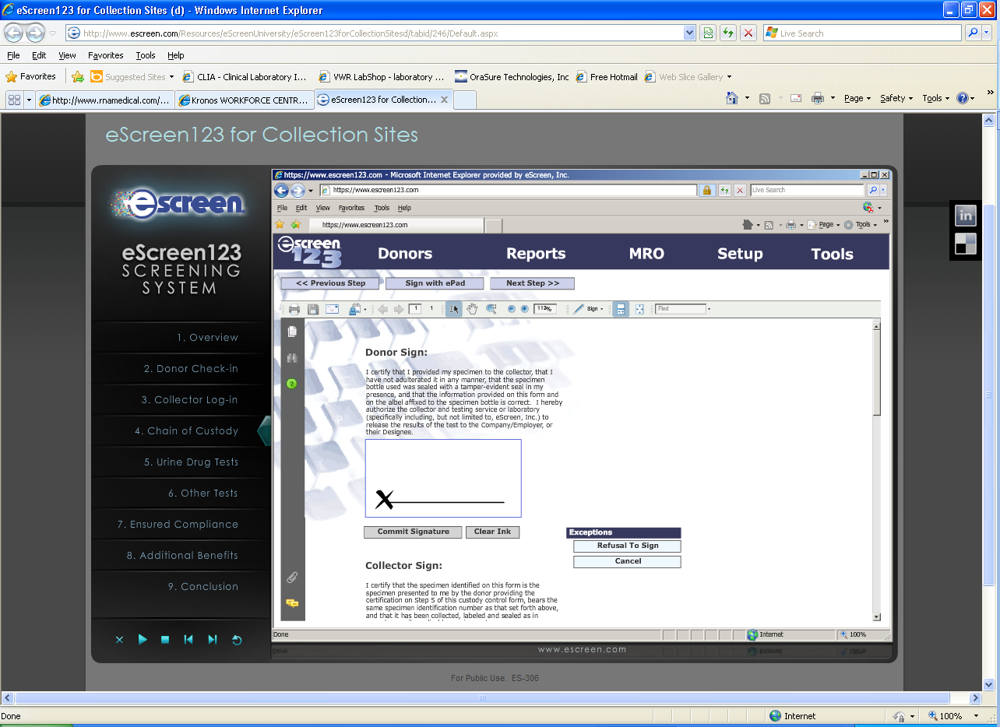 eScreen123 for Collection Sites (d) - Windows Internet Explorer
http://www.escreen.com/Resources/eScreenUniversity/eScreen123forCollectionSitesd/tabid/246/Default.aspx
Live Search
File Edit View Favorites Tools Help
Favorites
Suggested Sites
CLIA - Clinical Laboratory I...
VWR LabShop - laboratory ...
OraSure Technologies, Inc
Free Hotmail
Web Slice Gallery
http://www.rnamedical.com/...
Kronos WORKFORCE CENTR...
eScreen123 for Collection...
Page Safety Tools
eScreen123 for Collection Sites
escreen
eScreen123
SCREENING
SYSTEM
1. Overview
2. Donor Check-in
3. Collector Log-in
4. Chain of Custody
5. Urine Drug Tests
6. Other Tests
7. Ensured Compliance
8. Additional Benefits
9. Conclusion
https://www.escreen123.com - Microsoft Internet Explorer provided by eScreen, Inc.
https://www.escreen123.com
Live Search
File Edit View Favorites Tools Help
https://www.escreen123.com
Page Tools
escreen
123
Donors Reports MRO Setup Tools
<< Previous Step
Sign with ePad
Next Step >>
1 1 112% Sign Find
Donor Sign:
I certify that I provided my specimen to the collector, that I
have not adulterated it in any manner, that the specimen
bottle used was sealed with a tamper-evident seal in my
presence, and that the information provided on this form and
on the albel affixed to the specimen bottle is correct. I hereby
authorize the collector and testing service or laboratory
(specifically including, but not limited to, eScreen, Inc.) to
release the results of the test to the Company/Employer, or
their Designee.
X
Commit Signature
Clear Ink
Exceptions
Refusal To Sign
Cancel
Collector Sign:
I certify that the specimen identified on this form is the
specimen presented to me by the donor providing the
certification on Step 5 of this custody control form, bears the
same specimen identification number as that set forth above,
and that it has been collected, labeled and sealed as in
Done
Internet
100%
www.escreen.com
in
For Public Use. ES-306
Done
Internet
100%